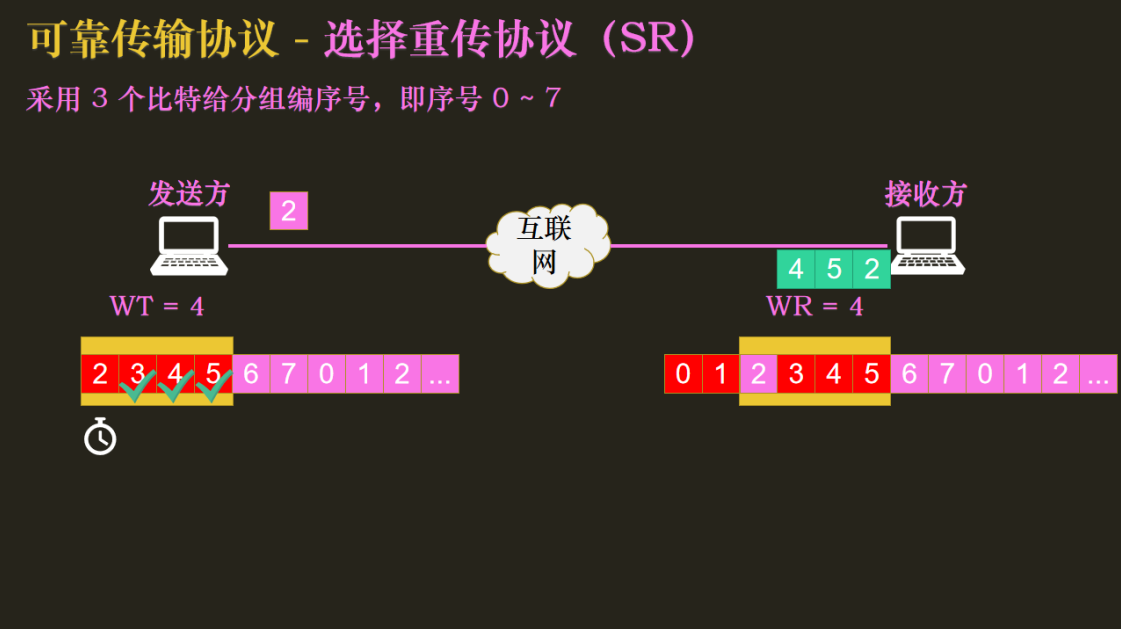 可靠传输协议 - 选择重传协议（SR）
采用 3 个比特给分组编序号，即序号 0 ~ 7
发送方
接收方
2
互联
网
4 5 2
WT = 4
WR = 4
2 3 4 5 6 7 0 1 2 ...
0 1 2 3 4 5 6 7 0 1 2 ...